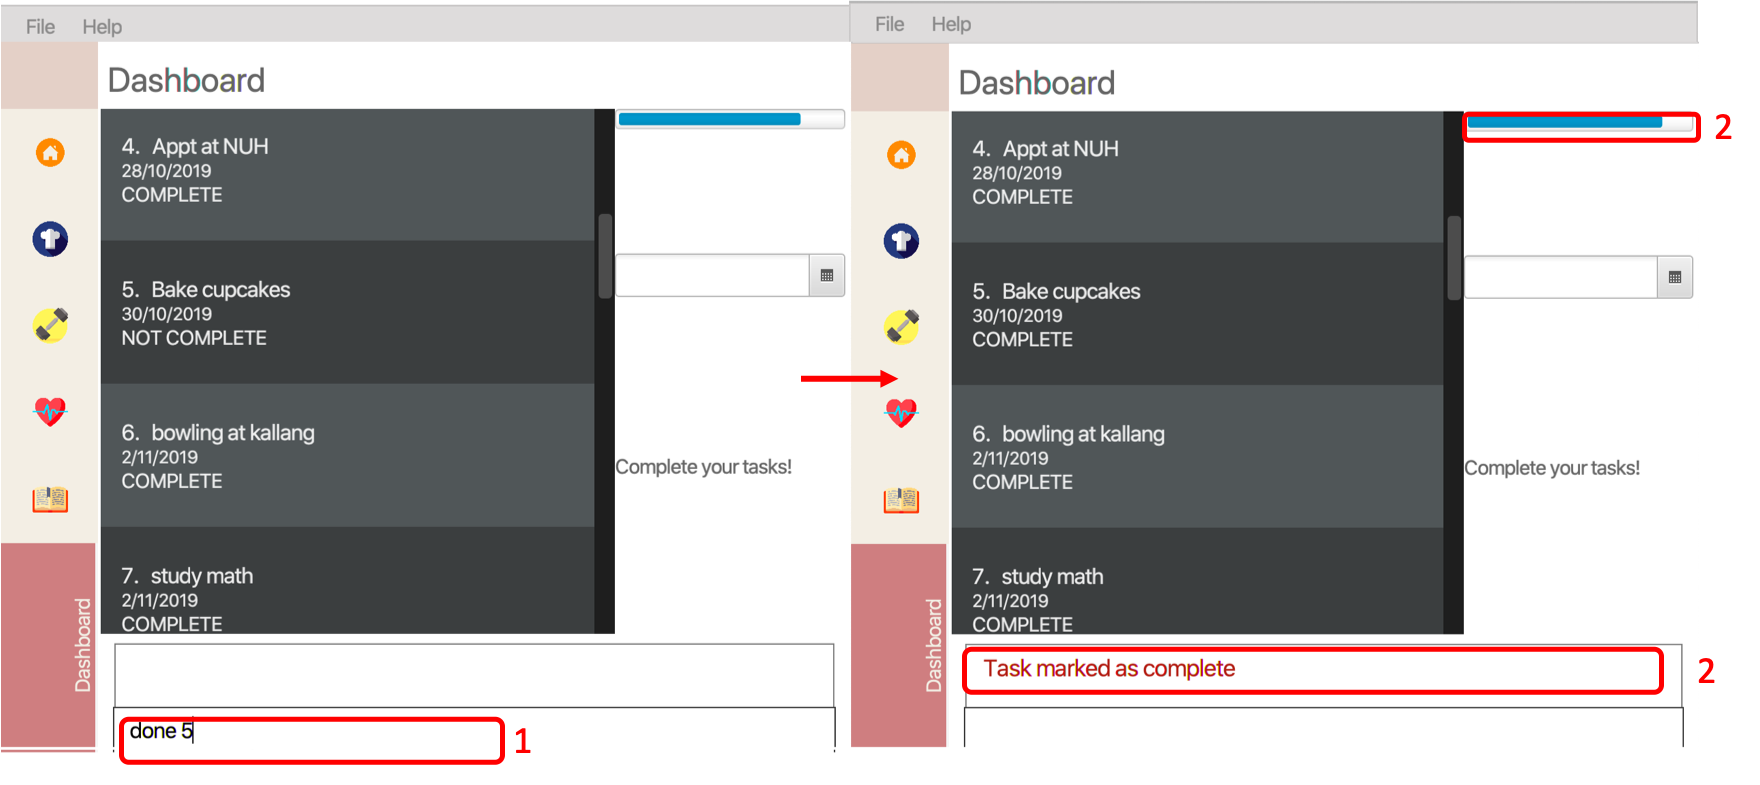 File Help
Dashboard
4. Appt at NUH
28/10/2019
COMPLETE
5. Bake cupcakes
30/10/2019
NOT COMPLETE
6. bowling at kallang
2/11/2019
COMPLETE
7. study math
2/11/2019
COMPLETE
Complete your tasks!
Dashboard
done 5
1
File Help
Dashboard
4. Appt at NUH
28/10/2019
COMPLETE
5. Bake cupcakes
30/10/2019
COMPLETE
6. bowling at kallang
2/11/2019
COMPLETE
7. study math
2/11/2019
COMPLETE
2
Complete your tasks!
Dashboard
Task marked as complete
2